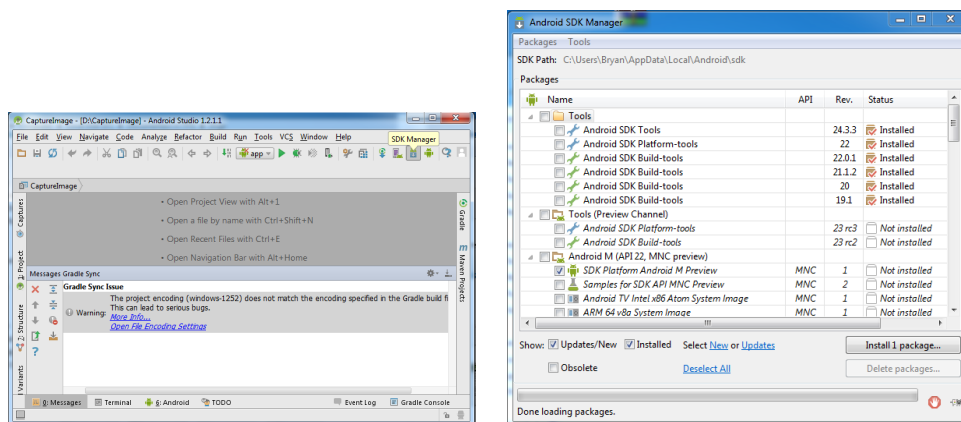 CaptureImage - [D:\CaptureImage] - Android Studio 1.2.1.1
File Edit View Navigate Code Analyze Refactor Build Run Tools VCS Window Help
SDK Manager
app
CaptureImage
Captures
1: Project
2: Structure
Variants
Gradle
Maven Projects
• Open Project View with Alt+1
• Open a file by name with Ctrl+Shift+N
• Open Recent Files with Ctrl+E
• Open Navigation Bar with Alt+Home
Messages Gradle Sync
Gradle Sync Issue
Warning: The project encoding (windows-1252) does not match the encoding specified in the Gradle build fi
This can lead to serious bugs.
More Info...
Open File Encoding Settings
0: Messages Terminal 6: Android TODO Event Log Gradle Console
Android SDK Manager
Packages Tools
SDK Path: C:\Users\Bryan\AppData\Local\Android\sdk
Packages
Name API Rev. Status
Tools
Android SDK Tools 24.3.3 Installed
Android SDK Platform-tools 22 Installed
Android SDK Build-tools 22.0.1 Installed
Android SDK Build-tools 21.1.2 Installed
Android SDK Build-tools 20 Installed
Android SDK Build-tools 19.1 Installed
Tools (Preview Channel)
Android SDK Platform-tools 23 rc3 Not installed
Android SDK Build-tools 23 rc2 Not installed
Android M (API 22, MNC preview)
SDK Platform Android M Preview MNC 1 Not installed
Samples for SDK API MNC Preview MNC 2 Not installed
Android TV Intel x86 Atom System Image MNC 1 Not installed
ARM 64 v8a System Image MNC 1 Not installed
Show: Updates/New Installed Select New or Updates Install 1 package...
Obsolete Deselect All Delete packages...
Done loading packages.